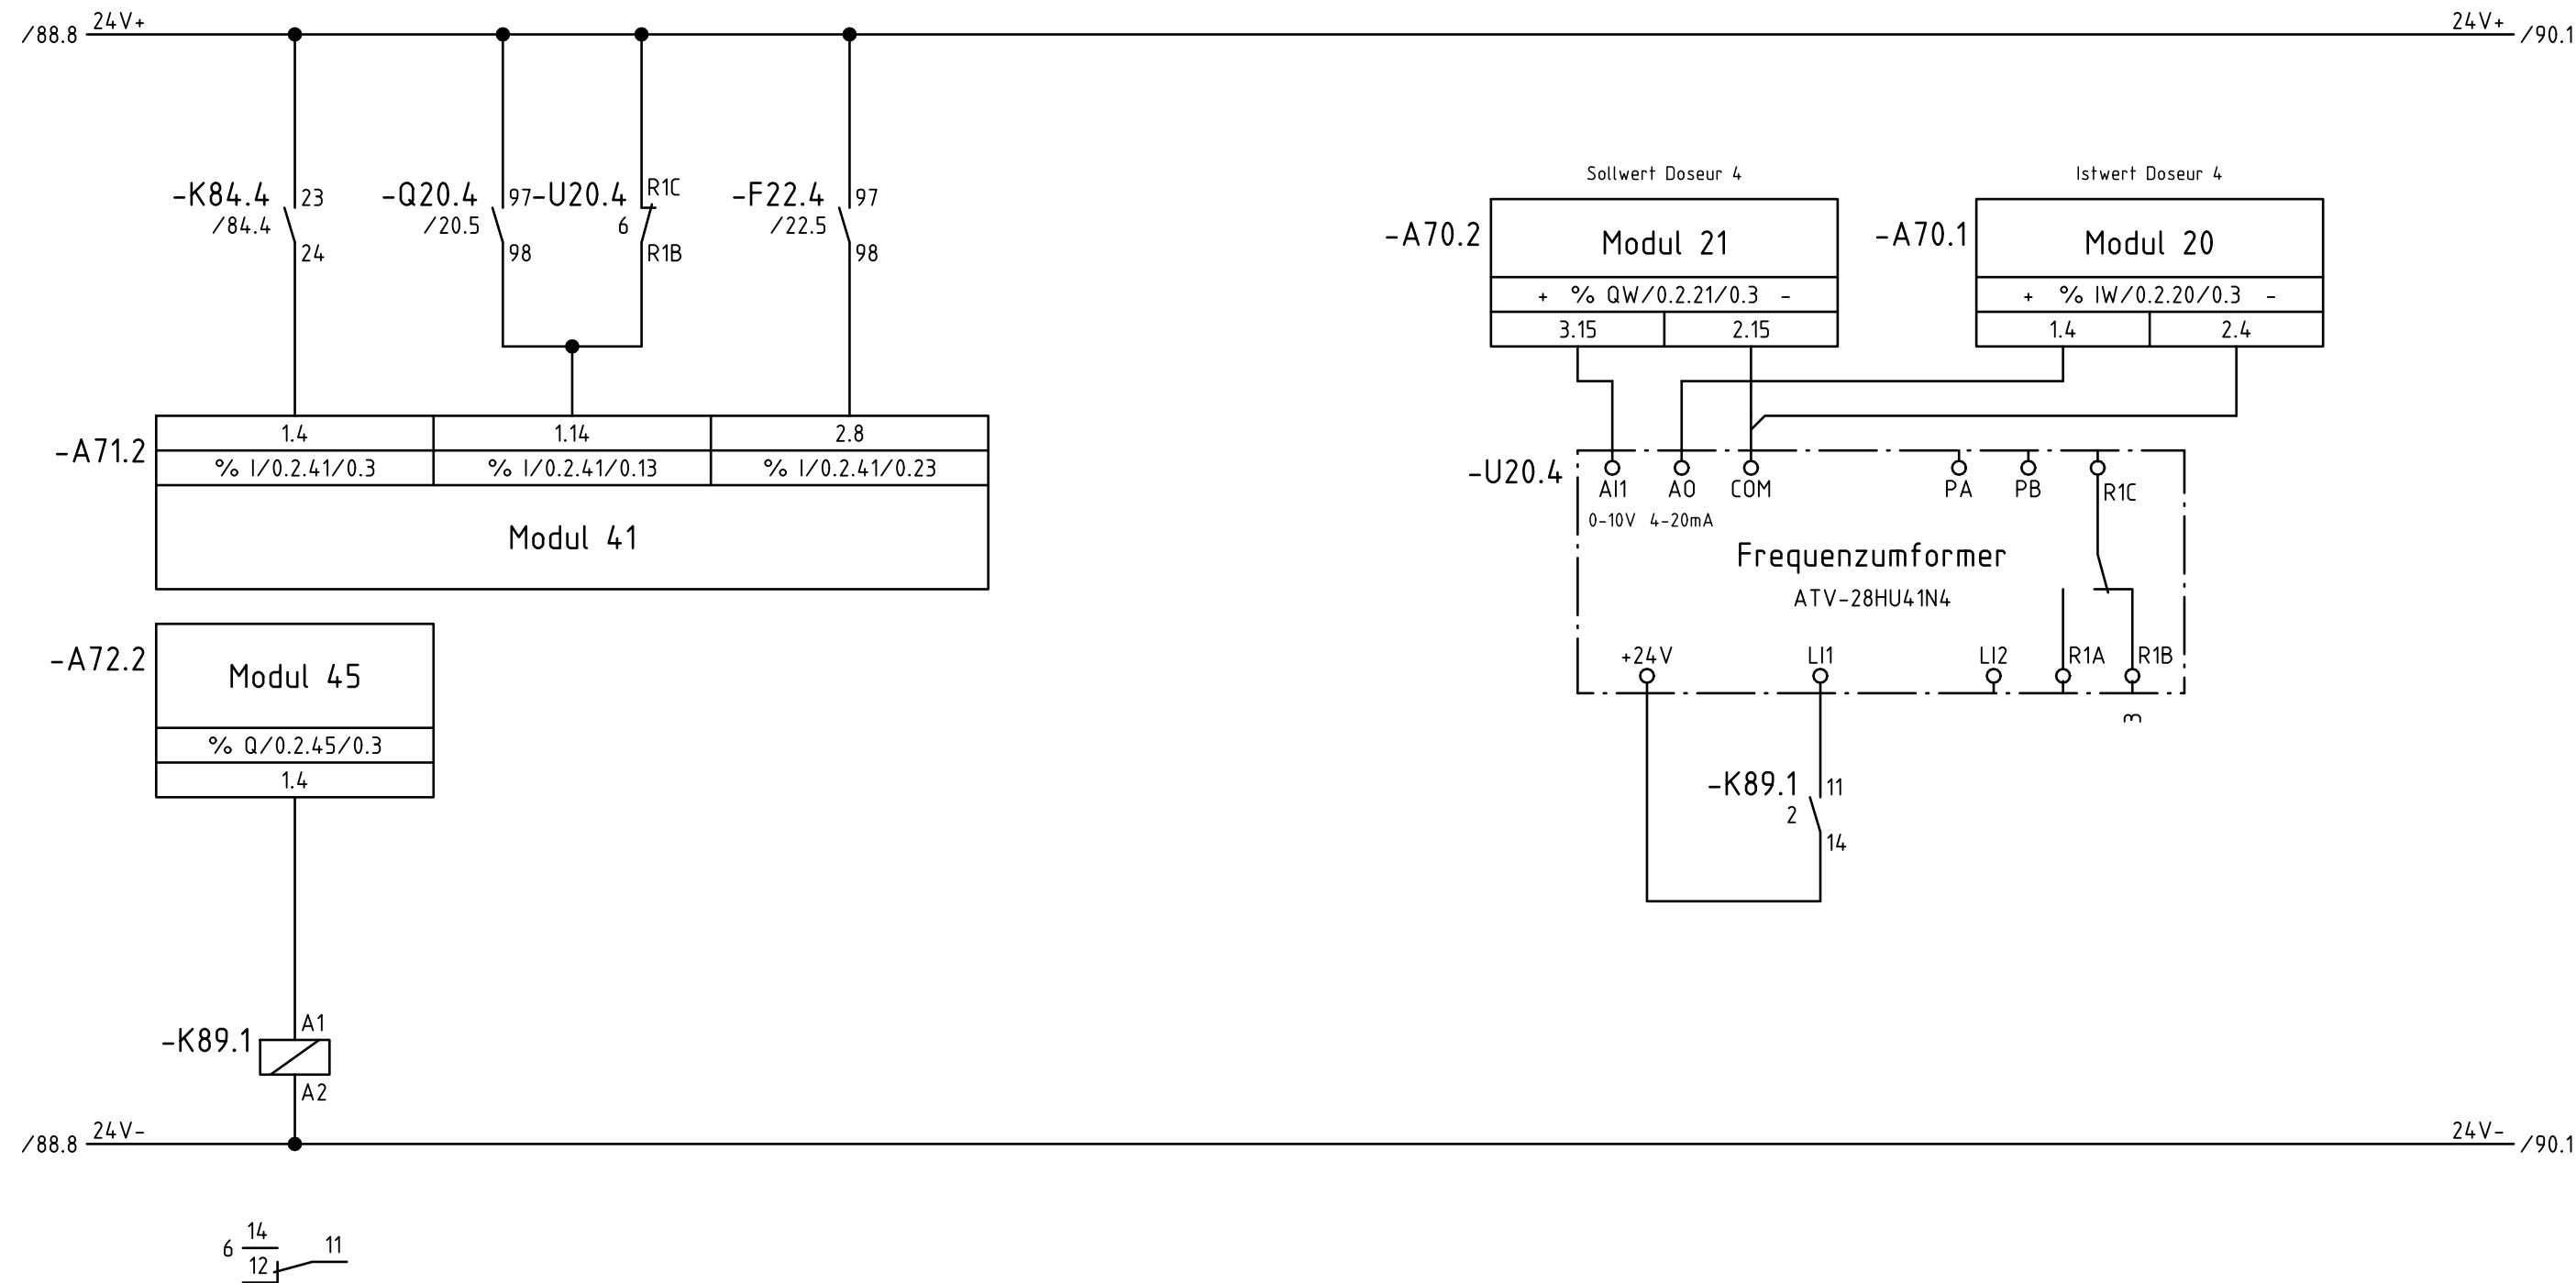 /88.8 24V+ 24V+ /90.1
Sollwert Doseur 4 Istwert Doseur 4
-K84.4 23 -Q20.4 97 -U20.4 R1C -F22.4 97
/84.4 /20.5 6 /22.5
24 98 R1B 98
-A70.2 Modul 21 -A70.1 Modul 20
+ % QW/0.2.21/0.3 - + % IW/0.2.20/0.3 -
3.15 2.15 1.4 2.4
-A71.2 1.4 1.14 2.8
% I/0.2.41/0.3 % I/0.2.41/0.13 % I/0.2.41/0.23
Modul 41
-U20.4 AI1 AO COM PA PB R1C
0-10V 4-20mA
Frequenzumformer
ATV-28HU41N4
+24V LI1 LI2 R1A R1B
3
-A72.2 Modul 45
% Q/0.2.45/0.3
1.4
-K89.1 11
2
14
-K89.1 A1
A2
/88.8 24V- 24V- /90.1
6 14 11
12